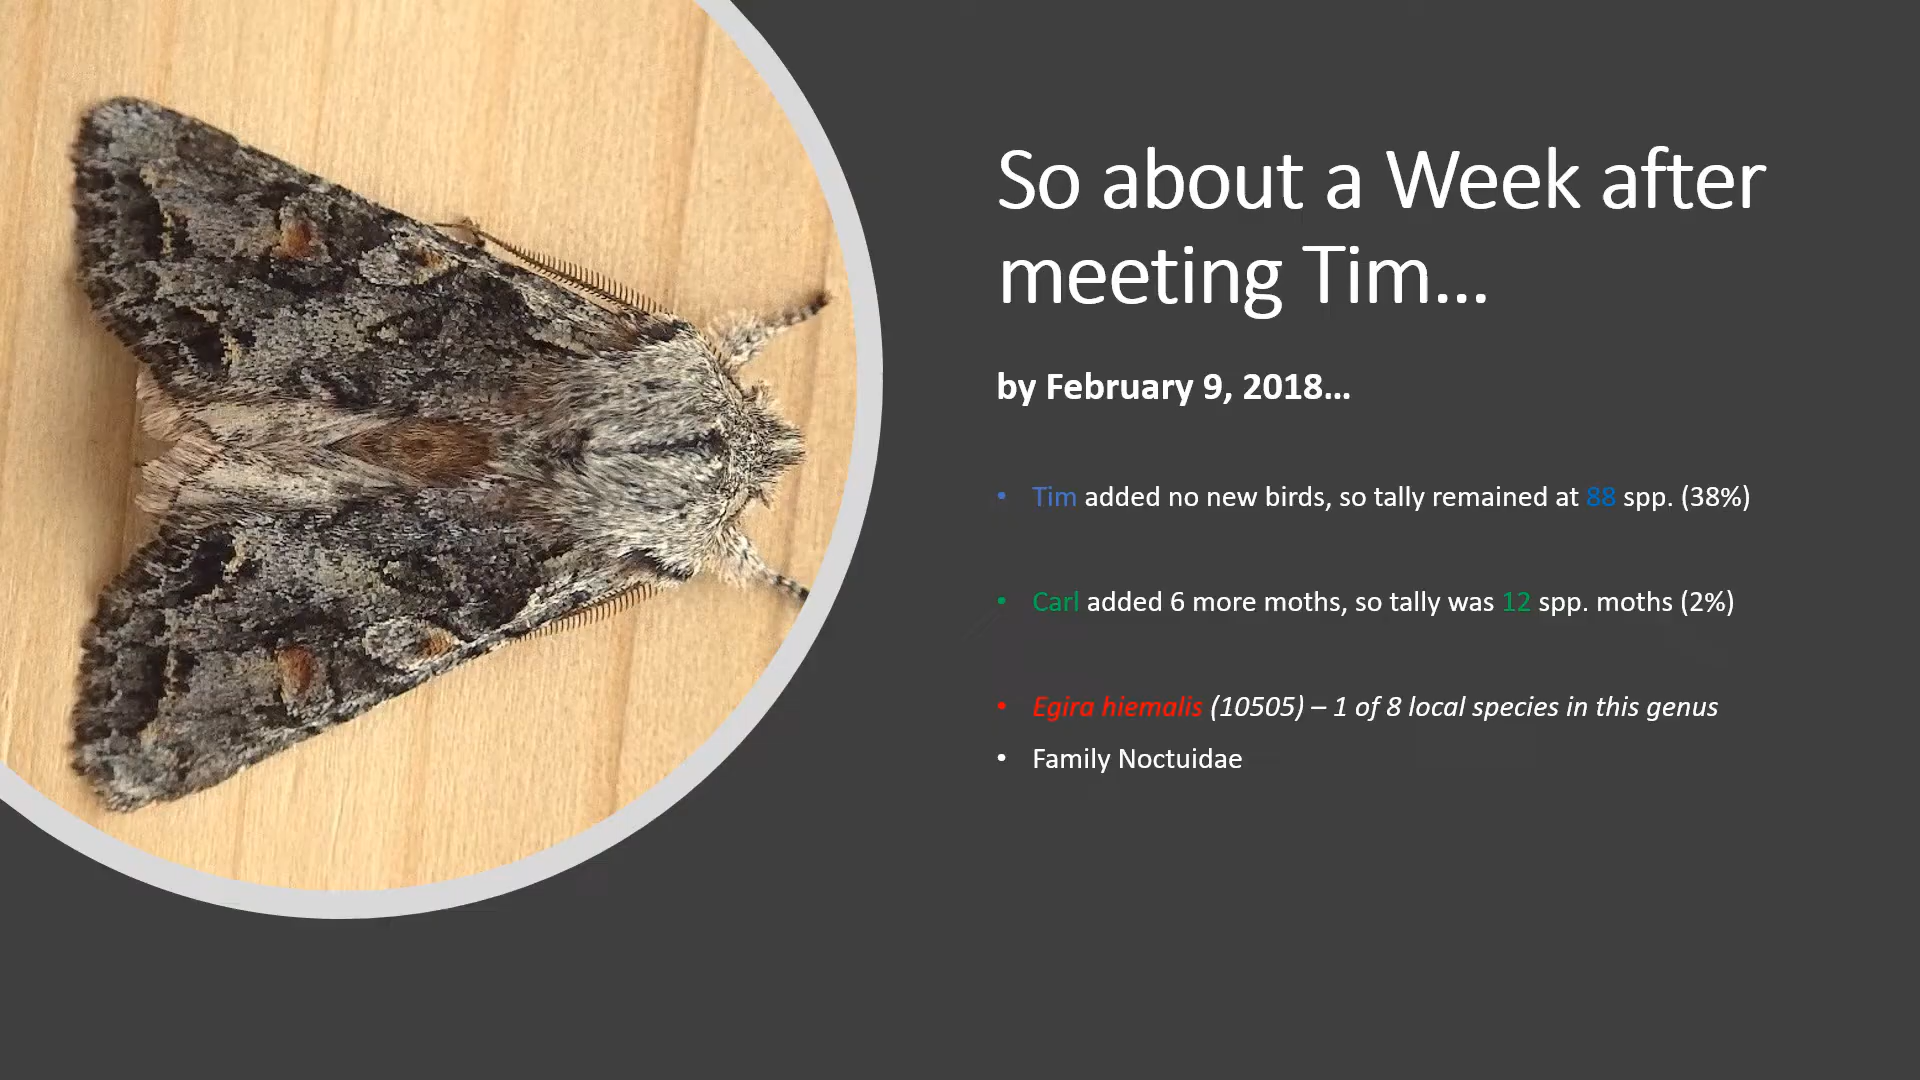 So about a Week after
meeting Tim...
by February 9, 2018...
• Tim added no new birds, so tally remained at 88 spp. (38%)
• Carl added 6 more moths, so tally was 12 spp. moths (2%)
• Egira hiemalis (10505) – 1 of 8 local species in this genus
• Family Noctuidae